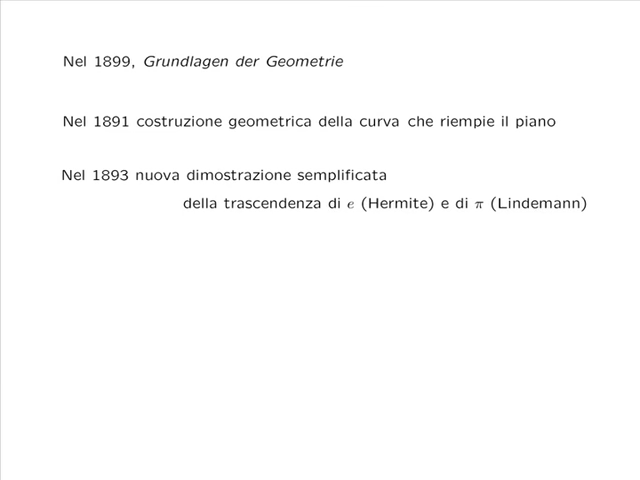 Nel 1899, Grundlagen der Geometrie
Nel 1891 costruzione geometrica della curva che riempie il piano
Nel 1893 nuova dimostrazione semplificata
della trascendenza di e (Hermite) e di π (Lindemann)